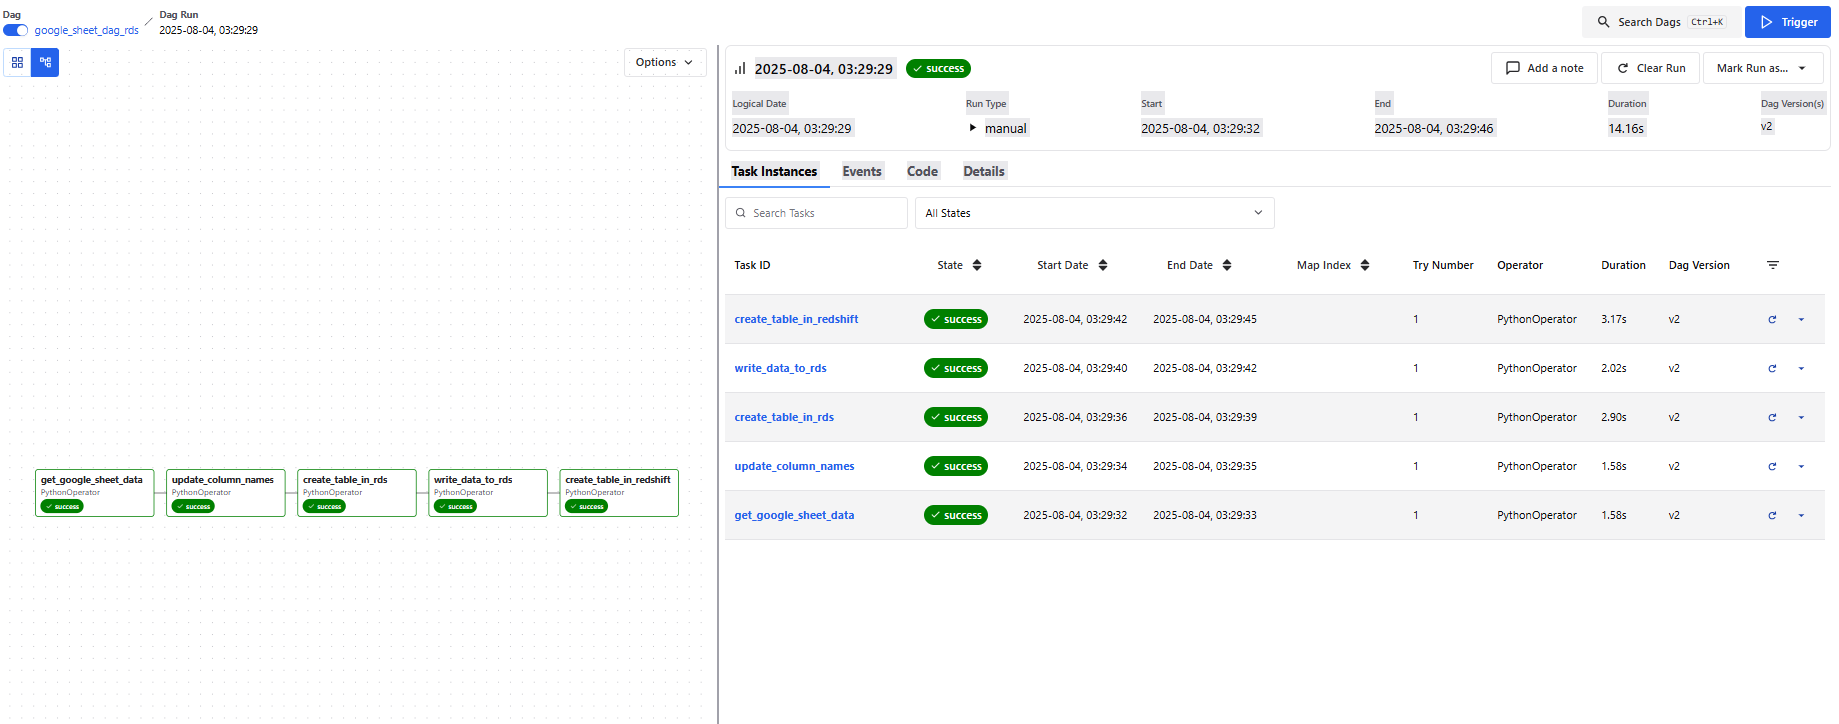 Dag
google_sheet_dag_rds
/
Dag Run
2025-08-04, 03:29:29
Search Dags Ctrl+K
Trigger
Options
2025-08-04, 03:29:29 success
Add a note
Clear Run
Mark Run as...
Logical Date Run Type Start End Duration Dag Version(s)
2025-08-04, 03:29:29 manual 2025-08-04, 03:29:32 2025-08-04, 03:29:46 14.16s v2
Task Instances Events Code Details
Search Tasks
All States
Task ID State Start Date End Date Map Index Try Number Operator Duration Dag Version
create_table_in_redshift success 2025-08-04, 03:29:42 2025-08-04, 03:29:45 1 PythonOperator 3.17s v2
write_data_to_rds success 2025-08-04, 03:29:40 2025-08-04, 03:29:42 1 PythonOperator 2.02s v2
create_table_in_rds success 2025-08-04, 03:29:36 2025-08-04, 03:29:39 1 PythonOperator 2.90s v2
update_column_names success 2025-08-04, 03:29:34 2025-08-04, 03:29:35 1 PythonOperator 1.58s v2
get_google_sheet_data success 2025-08-04, 03:29:32 2025-08-04, 03:29:33 1 PythonOperator 1.58s v2
get_google_sheet_data
PythonOperator
success
update_column_names
PythonOperator
success
create_table_in_rds
PythonOperator
success
write_data_to_rds
PythonOperator
success
create_table_in_redshift
PythonOperator
success